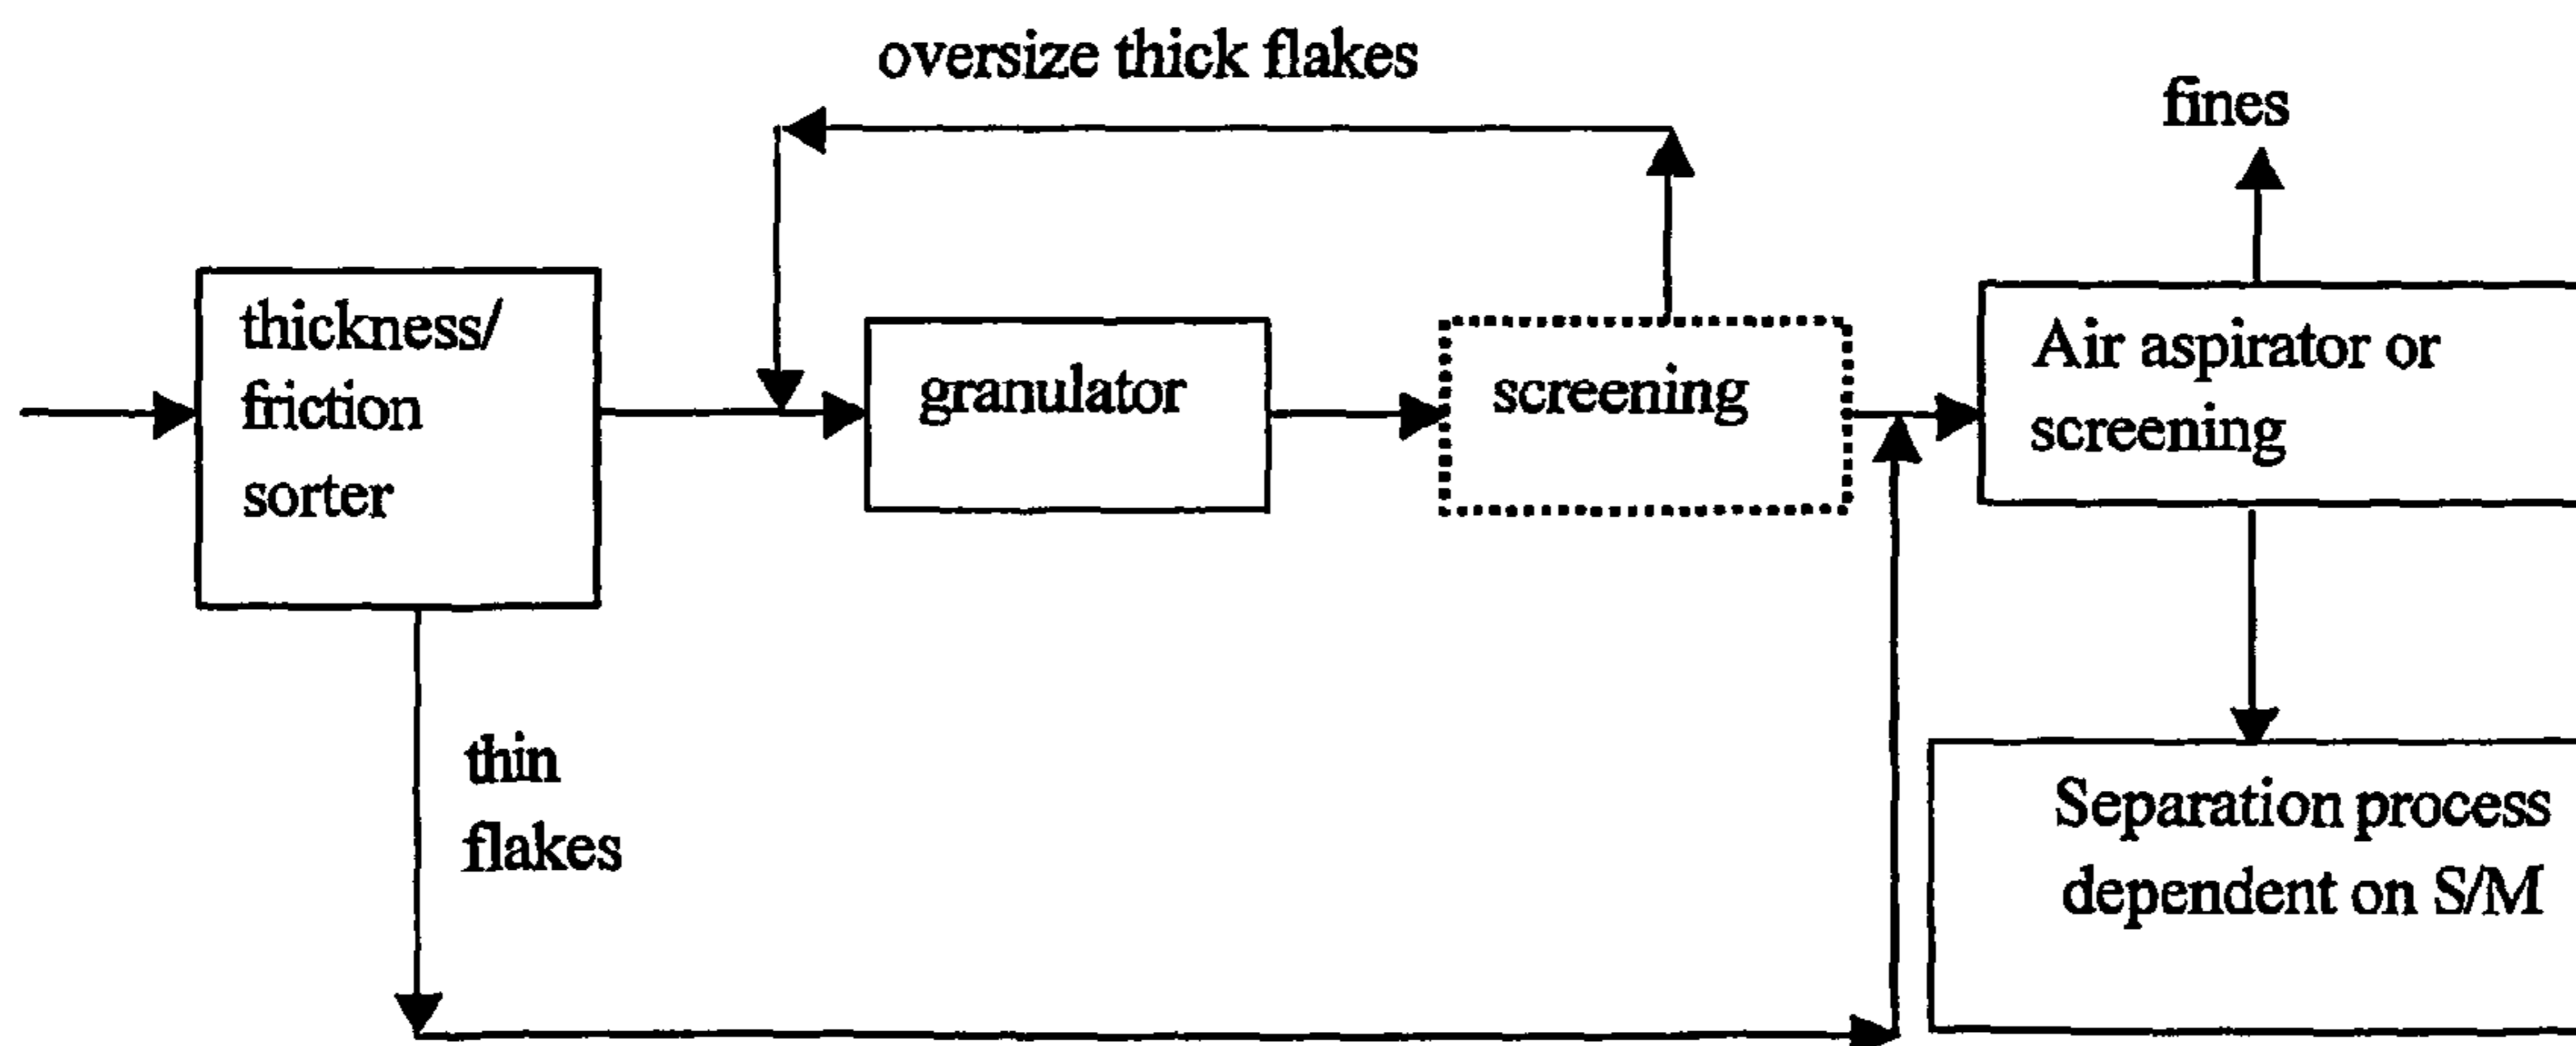 oversize thick flakes
fines
thickness/
friction
sorter
granulator
screening
Air aspirator or
screening
thin
flakes
Separation process
dependent on S/M